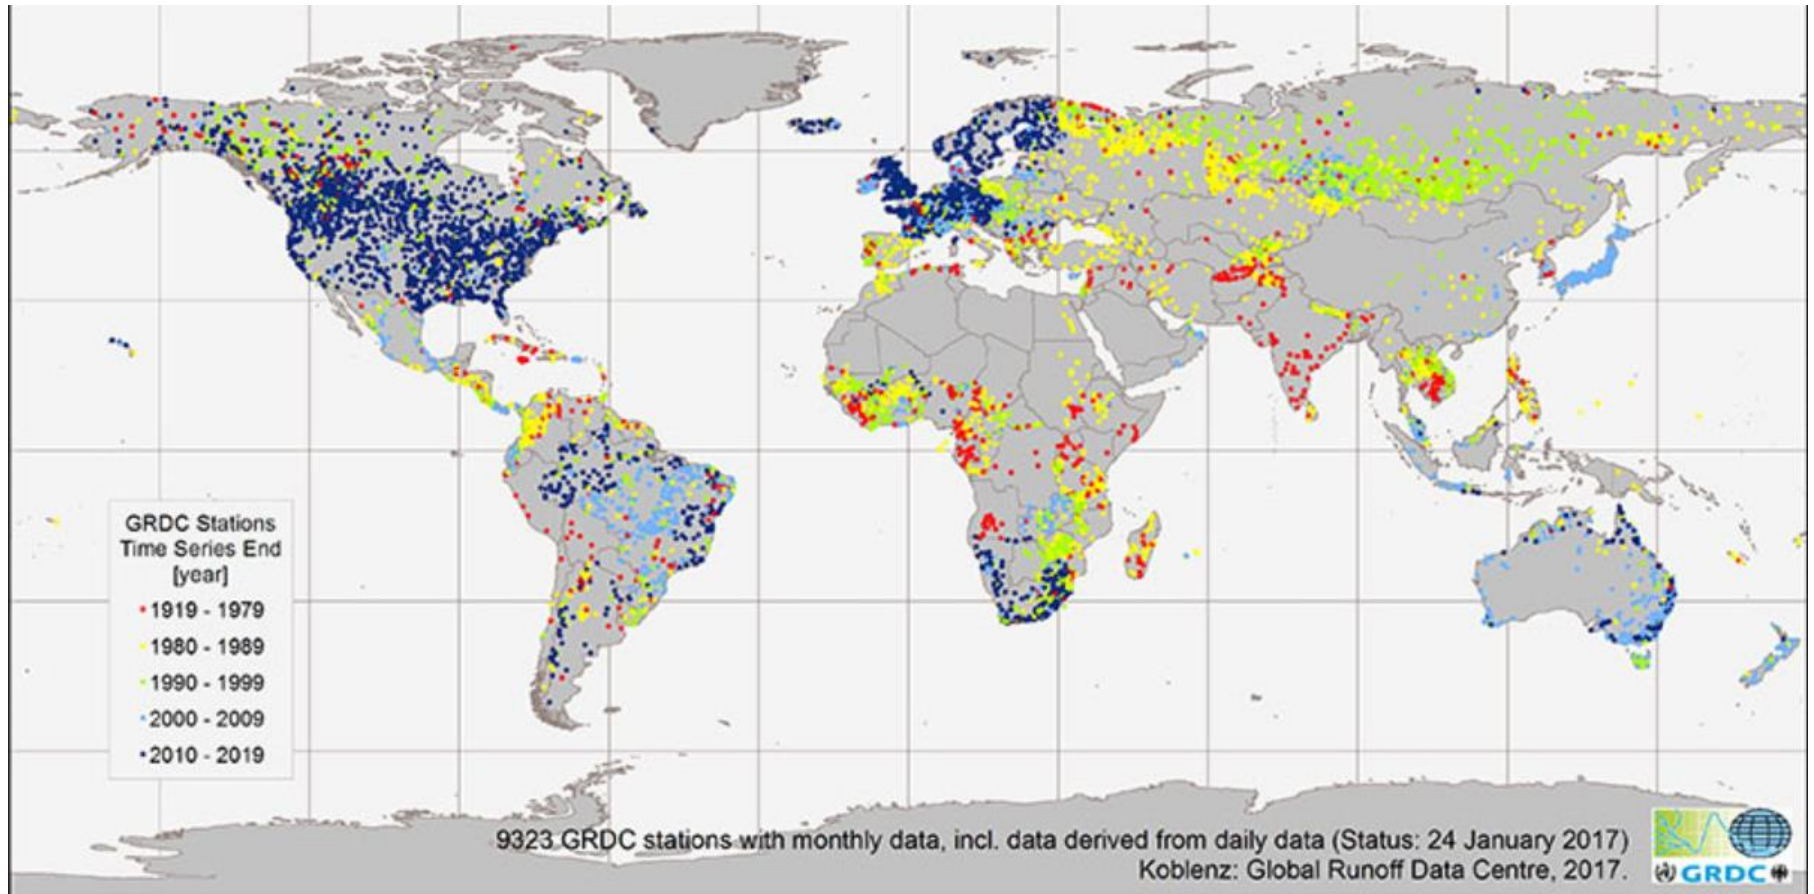 GRDC Stations
Time Series End
[year]
1919 - 1979
1980 - 1989
1990 - 1999
2000 - 2009
2010 - 2019
9323 GRDC stations with monthly data, incl. data derived from daily data (Status: 24 January 2017)
Koblenz: Global Runoff Data Centre, 2017.
GRDC